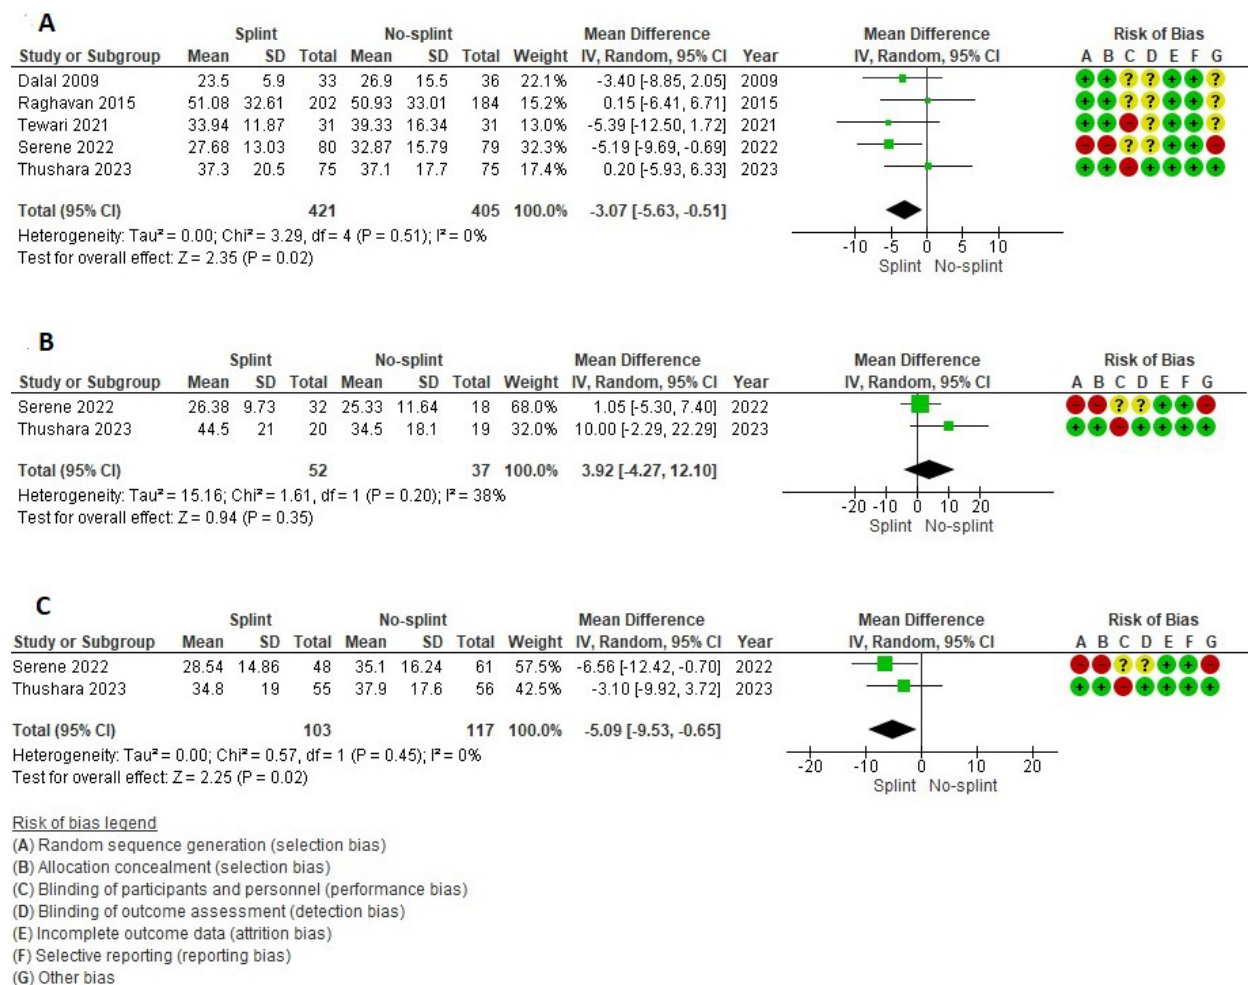 A
Splint No-splint Mean Difference Mean Difference Risk of Bias
Study or Subgroup Mean SD Total Mean SD Total Weight IV, Random, 95% CI Year IV, Random, 95% CI A B C D E F G
Dalal 2009 23.5 5.9 33 26.9 15.5 36 22.1% -3.40 [-8.85, 2.05] 2009 + + ? ? + + ?
Raghavan 2015 51.08 32.61 202 50.93 33.01 184 15.2% 0.15 [-6.41, 6.71] 2015 + + ? ? + + ?
Tewari 2021 33.94 11.87 31 39.33 16.34 31 13.0% -5.39 [-12.50, 1.72] 2021 + + - ? + + ?
Serene 2022 27.68 13.03 80 32.87 15.79 79 32.3% -5.19 [-9.69, -0.69] 2022 - - ? ? + + -
Thushara 2023 37.3 20.5 75 37.1 17.7 75 17.4% 0.20 [-5.93, 6.33] 2023 + + - + + + +
Total (95% CI) 421 405 100.0% -3.07 [-5.63, -0.51]
Heterogeneity: Tau² = 0.00; Chi² = 3.29, df = 4 (P = 0.51); I² = 0%
Test for overall effect: Z = 2.35 (P = 0.02)
-10 -5 0 5 10
Splint No-splint
B
Splint No-splint Mean Difference Mean Difference Risk of Bias
Study or Subgroup Mean SD Total Mean SD Total Weight IV, Random, 95% CI Year IV, Random, 95% CI A B C D E F G
Serene 2022 26.38 9.73 32 25.33 11.64 18 68.0% 1.05 [-5.30, 7.40] 2022 - - ? ? + + -
Thushara 2023 44.5 21 20 34.5 18.1 19 32.0% 10.00 [-2.29, 22.29] 2023 + + - + + + +
Total (95% CI) 52 37 100.0% 3.92 [-4.27, 12.10]
Heterogeneity: Tau² = 15.16; Chi² = 1.61, df = 1 (P = 0.20); I² = 38%
Test for overall effect: Z = 0.94 (P = 0.35)
-20 -10 0 10 20
Splint No-splint
C
Splint No-splint Mean Difference Mean Difference Risk of Bias
Study or Subgroup Mean SD Total Mean SD Total Weight IV, Random, 95% CI Year IV, Random, 95% CI A B C D E F G
Serene 2022 28.54 14.86 48 35.1 16.24 61 57.5% -6.56 [-12.42, -0.70] 2022 - - ? ? + + -
Thushara 2023 34.8 19 55 37.9 17.6 56 42.5% -3.10 [-9.92, 3.72] 2023 + + - + + + +
Total (95% CI) 103 117 100.0% -5.09 [-9.53, -0.65]
Heterogeneity: Tau² = 0.00; Chi² = 0.57, df = 1 (P = 0.45); I² = 0%
Test for overall effect: Z = 2.25 (P = 0.02)
-20 -10 0 10 20
Splint No-splint
Risk of bias legend
(A) Random sequence generation (selection bias)
(B) Allocation concealment (selection bias)
(C) Blinding of participants and personnel (performance bias)
(D) Blinding of outcome assessment (detection bias)
(E) Incomplete outcome data (attrition bias)
(F) Selective reporting (reporting bias)
(G) Other bias